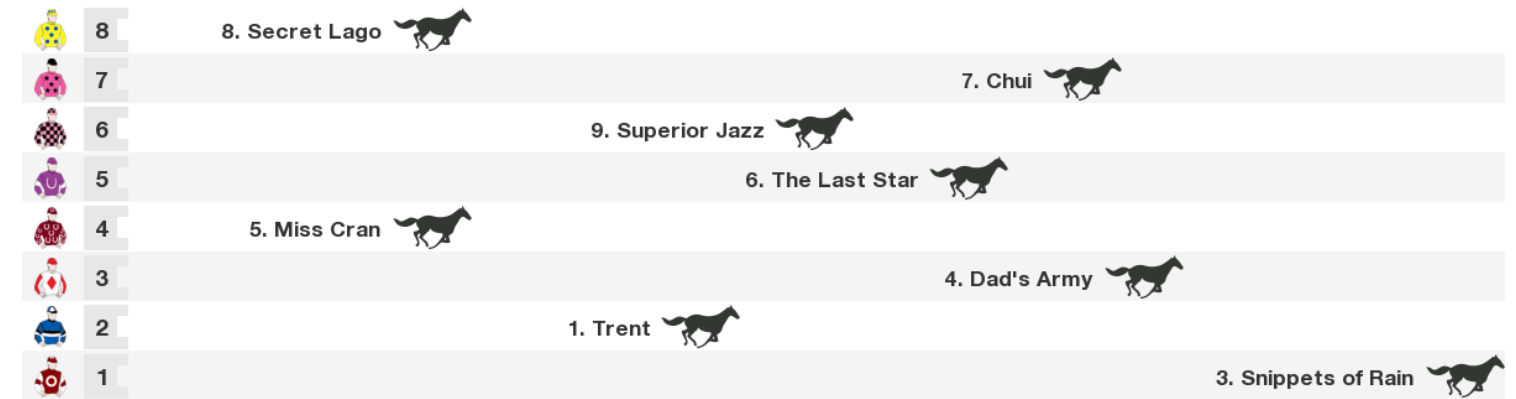 8 8. Secret Lago
7 7. Chui
6 9. Superior Jazz
5 6. The Last Star
4 5. Miss Cran
3 4. Dad's Army
2 1. Trent
1 3. Snippets of Rain